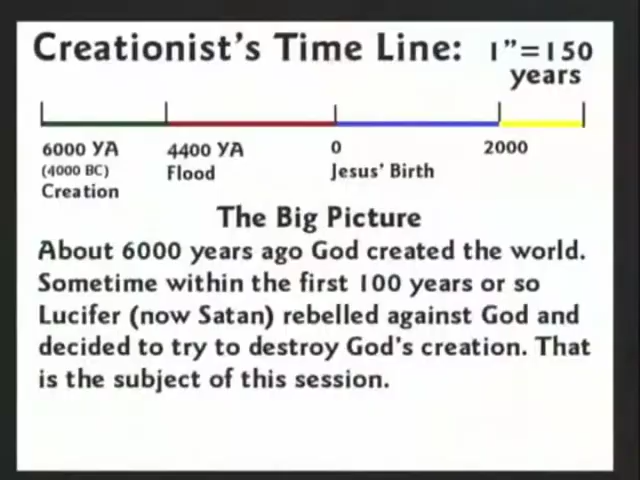 Creationist's Time Line: 1"=150
years
6000 YA 4400 YA 0 2000
(4000 BC) Flood Jesus' Birth
Creation
The Big Picture
About 6000 years ago God created the world.
Sometime within the first 100 years or so
Lucifer (now Satan) rebelled against God and
decided to try to destroy God's creation. That
is the subject of this session.